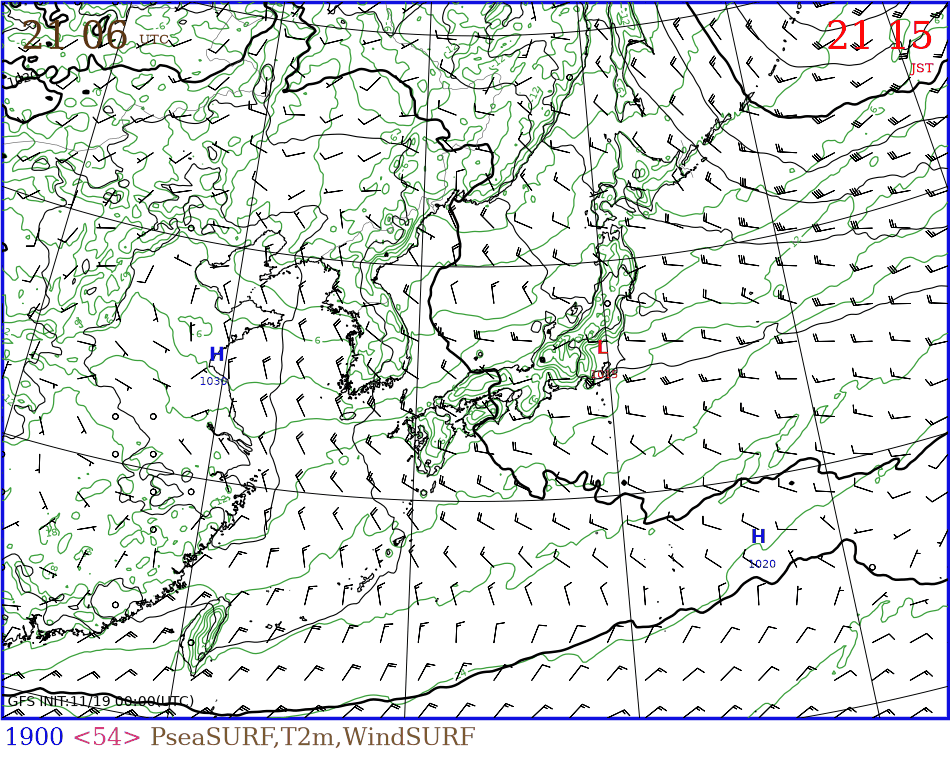 21 06 UTC
21 15
JST
H
1030
L
H
1020
GFS INIT:11/19 00:00(UTC)
1900 <54> PseaSURF,T2m,WindSURF